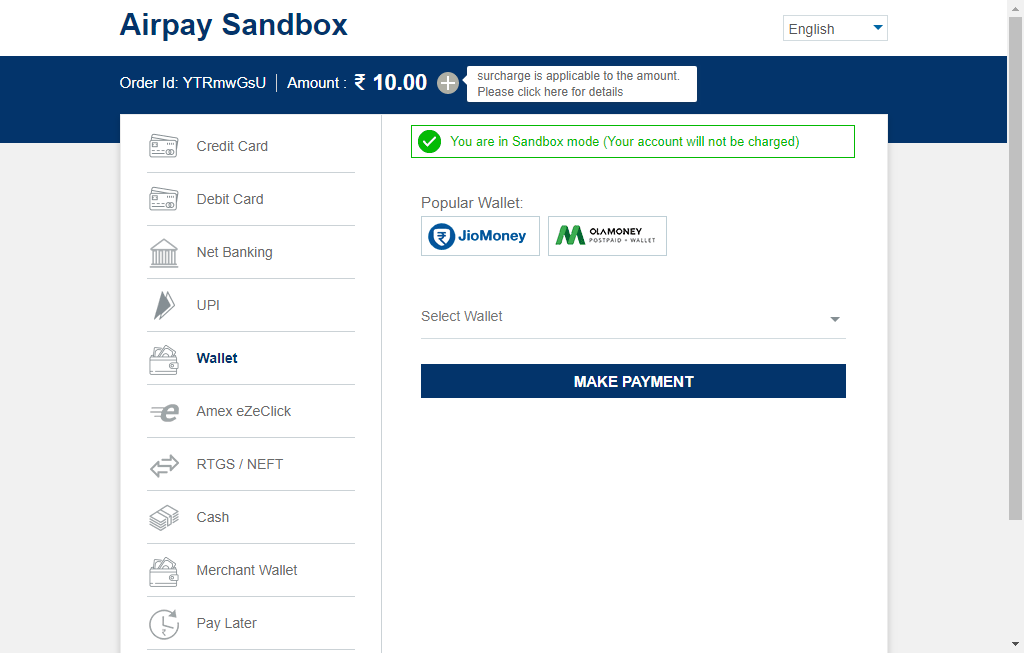 Airpay Sandbox
English
Order Id: YTRmwGsU | Amount : ₹ 10.00
surcharge is applicable to the amount.
Please click here for details
Credit Card
Debit Card
Net Banking
UPI
Wallet
Amex eZeClick
RTGS / NEFT
Cash
Merchant Wallet
Pay Later
You are in Sandbox mode (Your account will not be charged)
Popular Wallet:
JioMoney
OLAMONEY
POSTPAID + WALLET
Select Wallet
MAKE PAYMENT